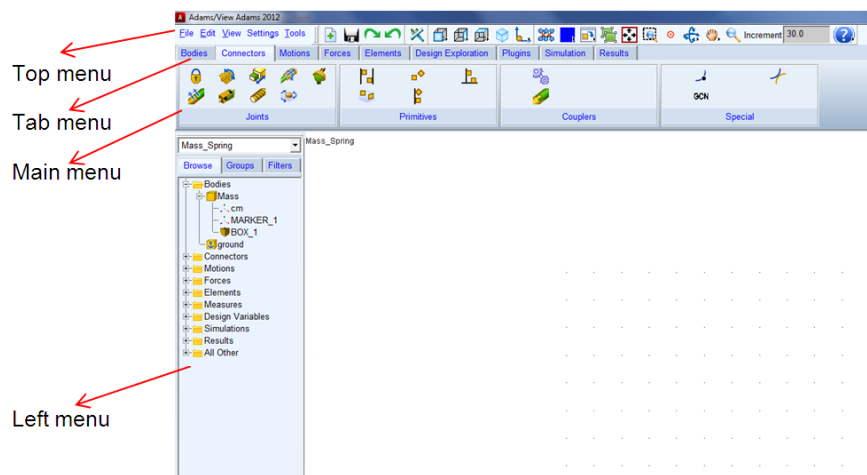 Adams/View Adams 2012
File Edit View Settings Tools
Increment 30.0
Bodies Connectors Motions Forces Elements Design Exploration Plugins Simulation Results
GCN
Joints Primitives Couplers Special
Top menu
Tab menu
Main menu
Left menu
Mass_Spring
Mass_Spring
Browse Groups Filters
Bodies
Mass
cm
MARKER_1
BOX_1
ground
Connectors
Motions
Forces
Elements
Measures
Design Variables
Simulations
Results
All Other